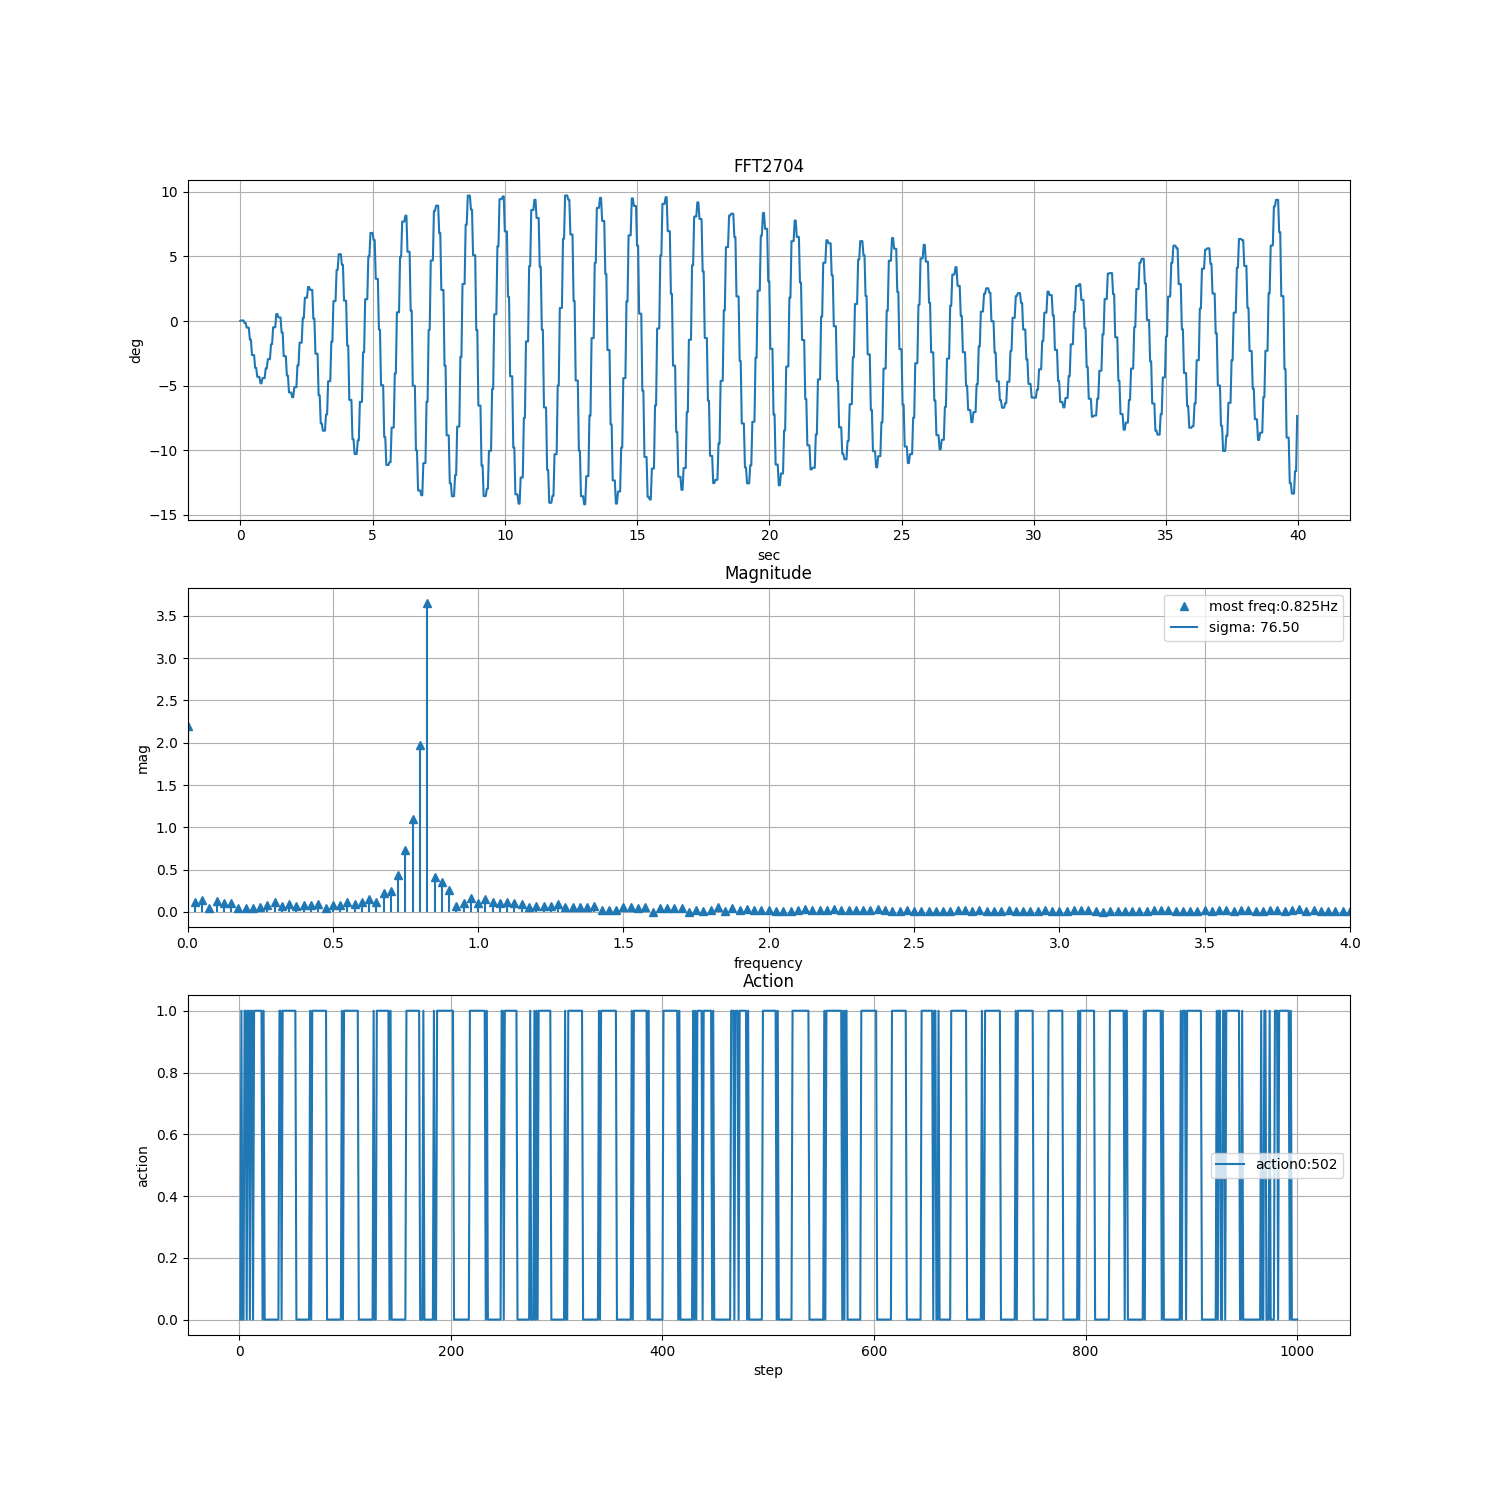 FFT2704
10
5
0
−5
−10
−15
deg
0 5 10 15 20 25 30 35 40
sec
Magnitude
most freq:0.825Hz
sigma: 76.50
3.5
3.0
2.5
2.0
1.5
1.0
0.5
0.0
mag
0.0 0.5 1.0 1.5 2.0 2.5 3.0 3.5 4.0
frequency
Action
1.0
0.8
0.6
0.4
0.2
0.0
action
action0:502
0 200 400 600 800 1000
step